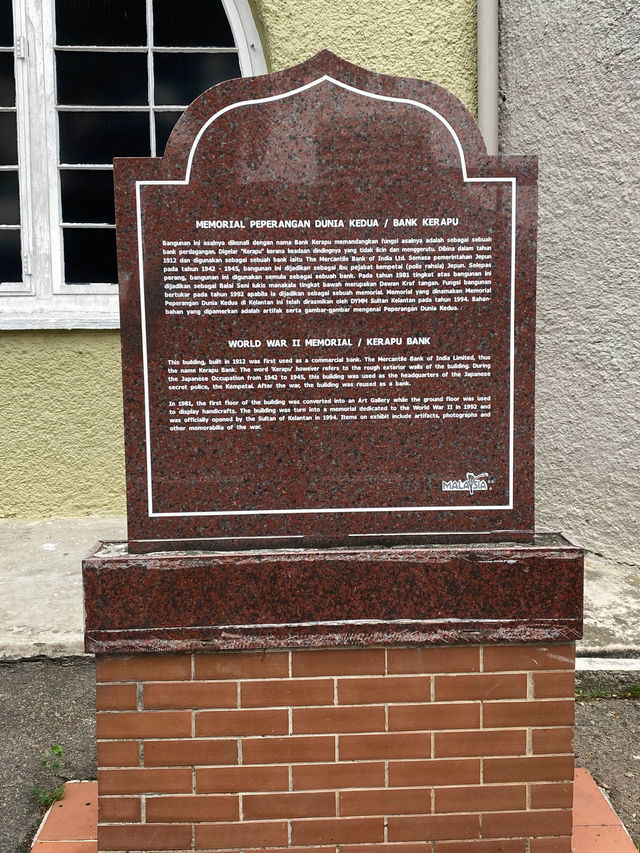 MEMORIAL PEPERANGAN DUNIA KEDUA / BANK KERAPU
Bangunan ini asalnya dikenali dengan nama Bank Kerapu memandangkan fungsi asalnya adalah sebagai sebuah
bank perdagangan. Digelar "Kerapu" kerana keadaan dindingnya yang tidak licin dan menggerutu. Dibina dalam tahun
1912 dan digunakan sebagai sebuah bank iaitu The Mercantile Bank of India Ltd. Semasa pemerintahan Jepun
pada tahun 1942 - 1945, bangunan ini dijadikan sebagai ibu pejabat kempetai (polis rahsia) Jepun. Selepas
perang, bangunan ini digunakan semula sebagai sebuah bank. Pada tahun 1981 tingkat atas bangunan ini
dijadikan sebagai Balai Seni lukis manakala tingkat bawah merupakan Dewan Kraf tangan. Fungsi bangunan
bertukar pada tahun 1992 apabila ia dijadikan sebagai sebuah memorial. Memorial yang dinamakan Memorial
Peperangan Dunia Kedua di Kelantan ini telah dirasmikan oleh DYMM Sultan Kelantan pada tahun 1994. Bahan-
bahan yang dipamerkan adalah artifak serta gambar-gambar mengenai Peperangan Dunia Kedua.
WORLD WAR II MEMORIAL / KERAPU BANK
This building, built in 1912 was first used as a commercial bank. The Mercantile Bank of India Limited, thus
the name Kerapu Bank. The word 'Kerapu' however refers to the rough exterior walls of the building. During
the Japanese Occupation from 1942 to 1945, this building was used as the headquarters of the Japanese
secret police, the Kempetai. After the war, the building was reused as a bank.
In 1981, the first floor of the building was converted into an Art Gallery while the ground floor was used
to display handicrafts. The building was turn into a memorial dedicated to the World War II in 1992 and
was officially opened by the Sultan of Kelantan in 1994. Items on exhibit include artifacts, photographs and
other memorabilia of the war.
MALAYSIA